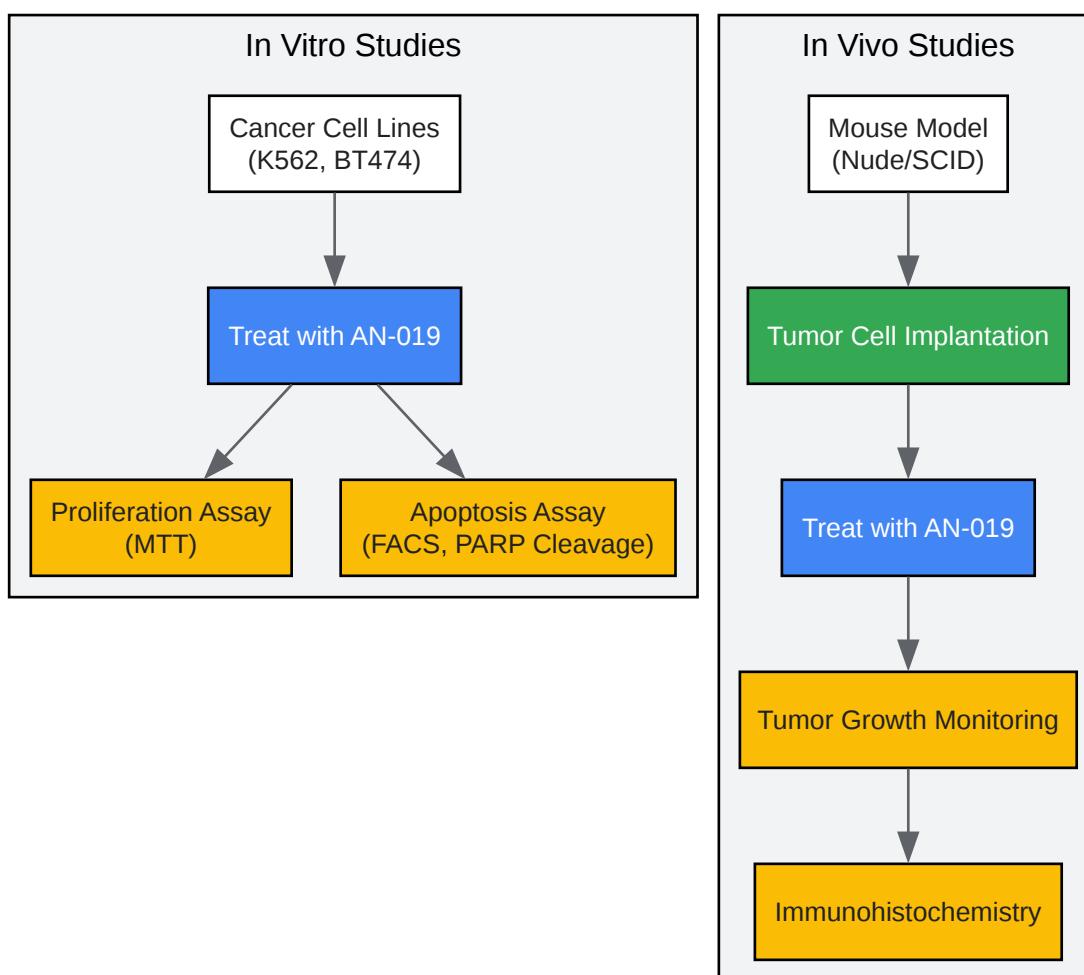 In Vitro Studies
Cancer Cell Lines
(K562, BT474)
Treat with AN-019
Proliferation Assay
(MTT)
Apoptosis Assay
(FACS, PARP Cleavage)
In Vivo Studies
Mouse Model
(Nude/SCID)
Tumor Cell Implantation
Treat with AN-019
Tumor Growth Monitoring
Immunohistochemistry